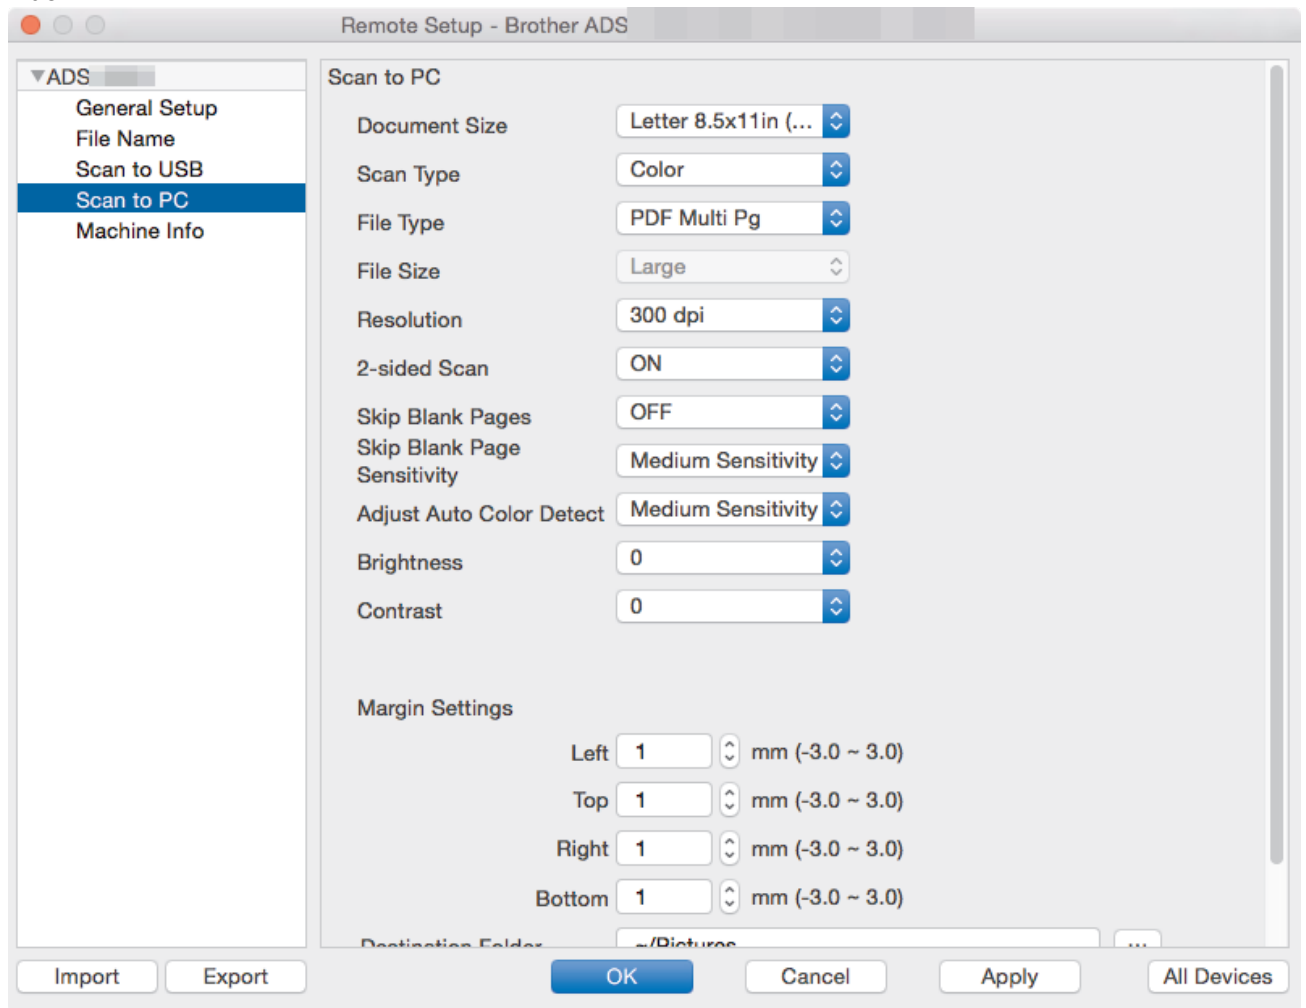 Remote Setup - Brother ADS
ADS
General Setup
File Name
Scan to USB
Scan to PC
Machine Info
Scan to PC
Document Size Letter 8.5x11in (...
Scan Type Color
File Type PDF Multi Pg
File Size Large
Resolution 300 dpi
2-sided Scan ON
Skip Blank Pages OFF
Skip Blank Page
Sensitivity Medium Sensitivity
Adjust Auto Color Detect Medium Sensitivity
Brightness 0
Contrast 0
Margin Settings
Left 1 mm (-3.0 ~ 3.0)
Top 1 mm (-3.0 ~ 3.0)
Right 1 mm (-3.0 ~ 3.0)
Bottom 1 mm (-3.0 ~ 3.0)
Destination Folder ~/Pictures ...
Import Export OK Cancel Apply All Devices